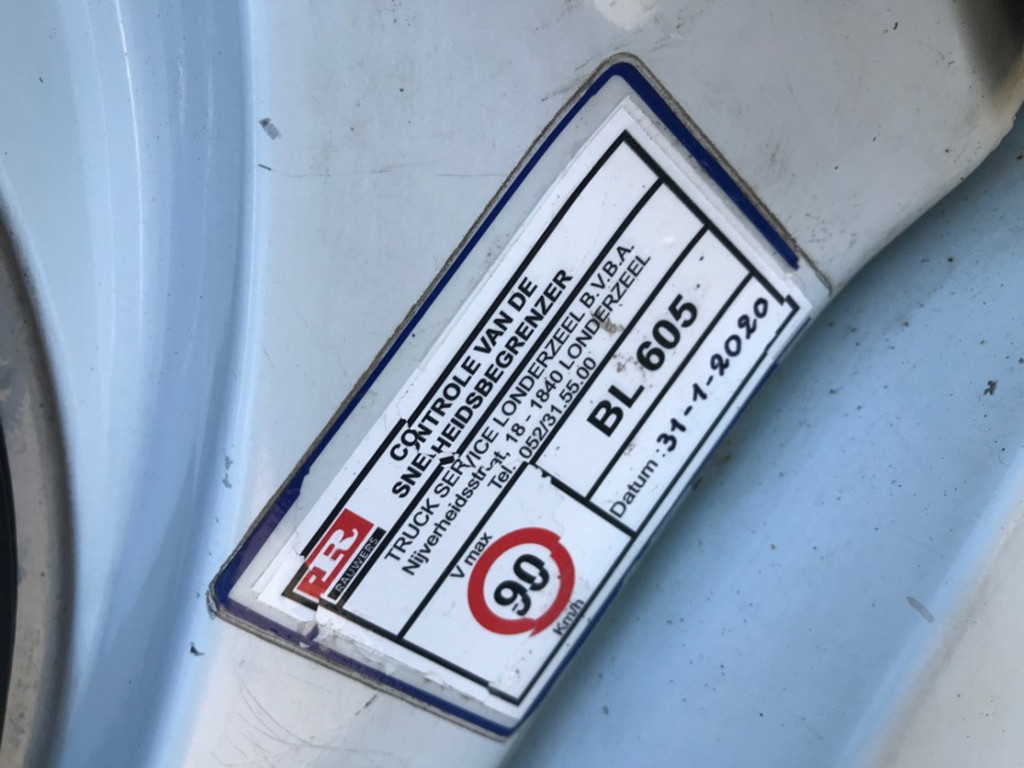 R
RAUWERS
CONTROLE VAN DE
SNELHEIDSBEGRENZER
TRUCK SERVICE LONDERZEEL B.V.B.A.
Nijverheidsstraat, 18 - 1840 LONDERZEEL
Tel. 052/31.55.00
V max
90
Km/h
BL 605
Datum : 31-1-2020